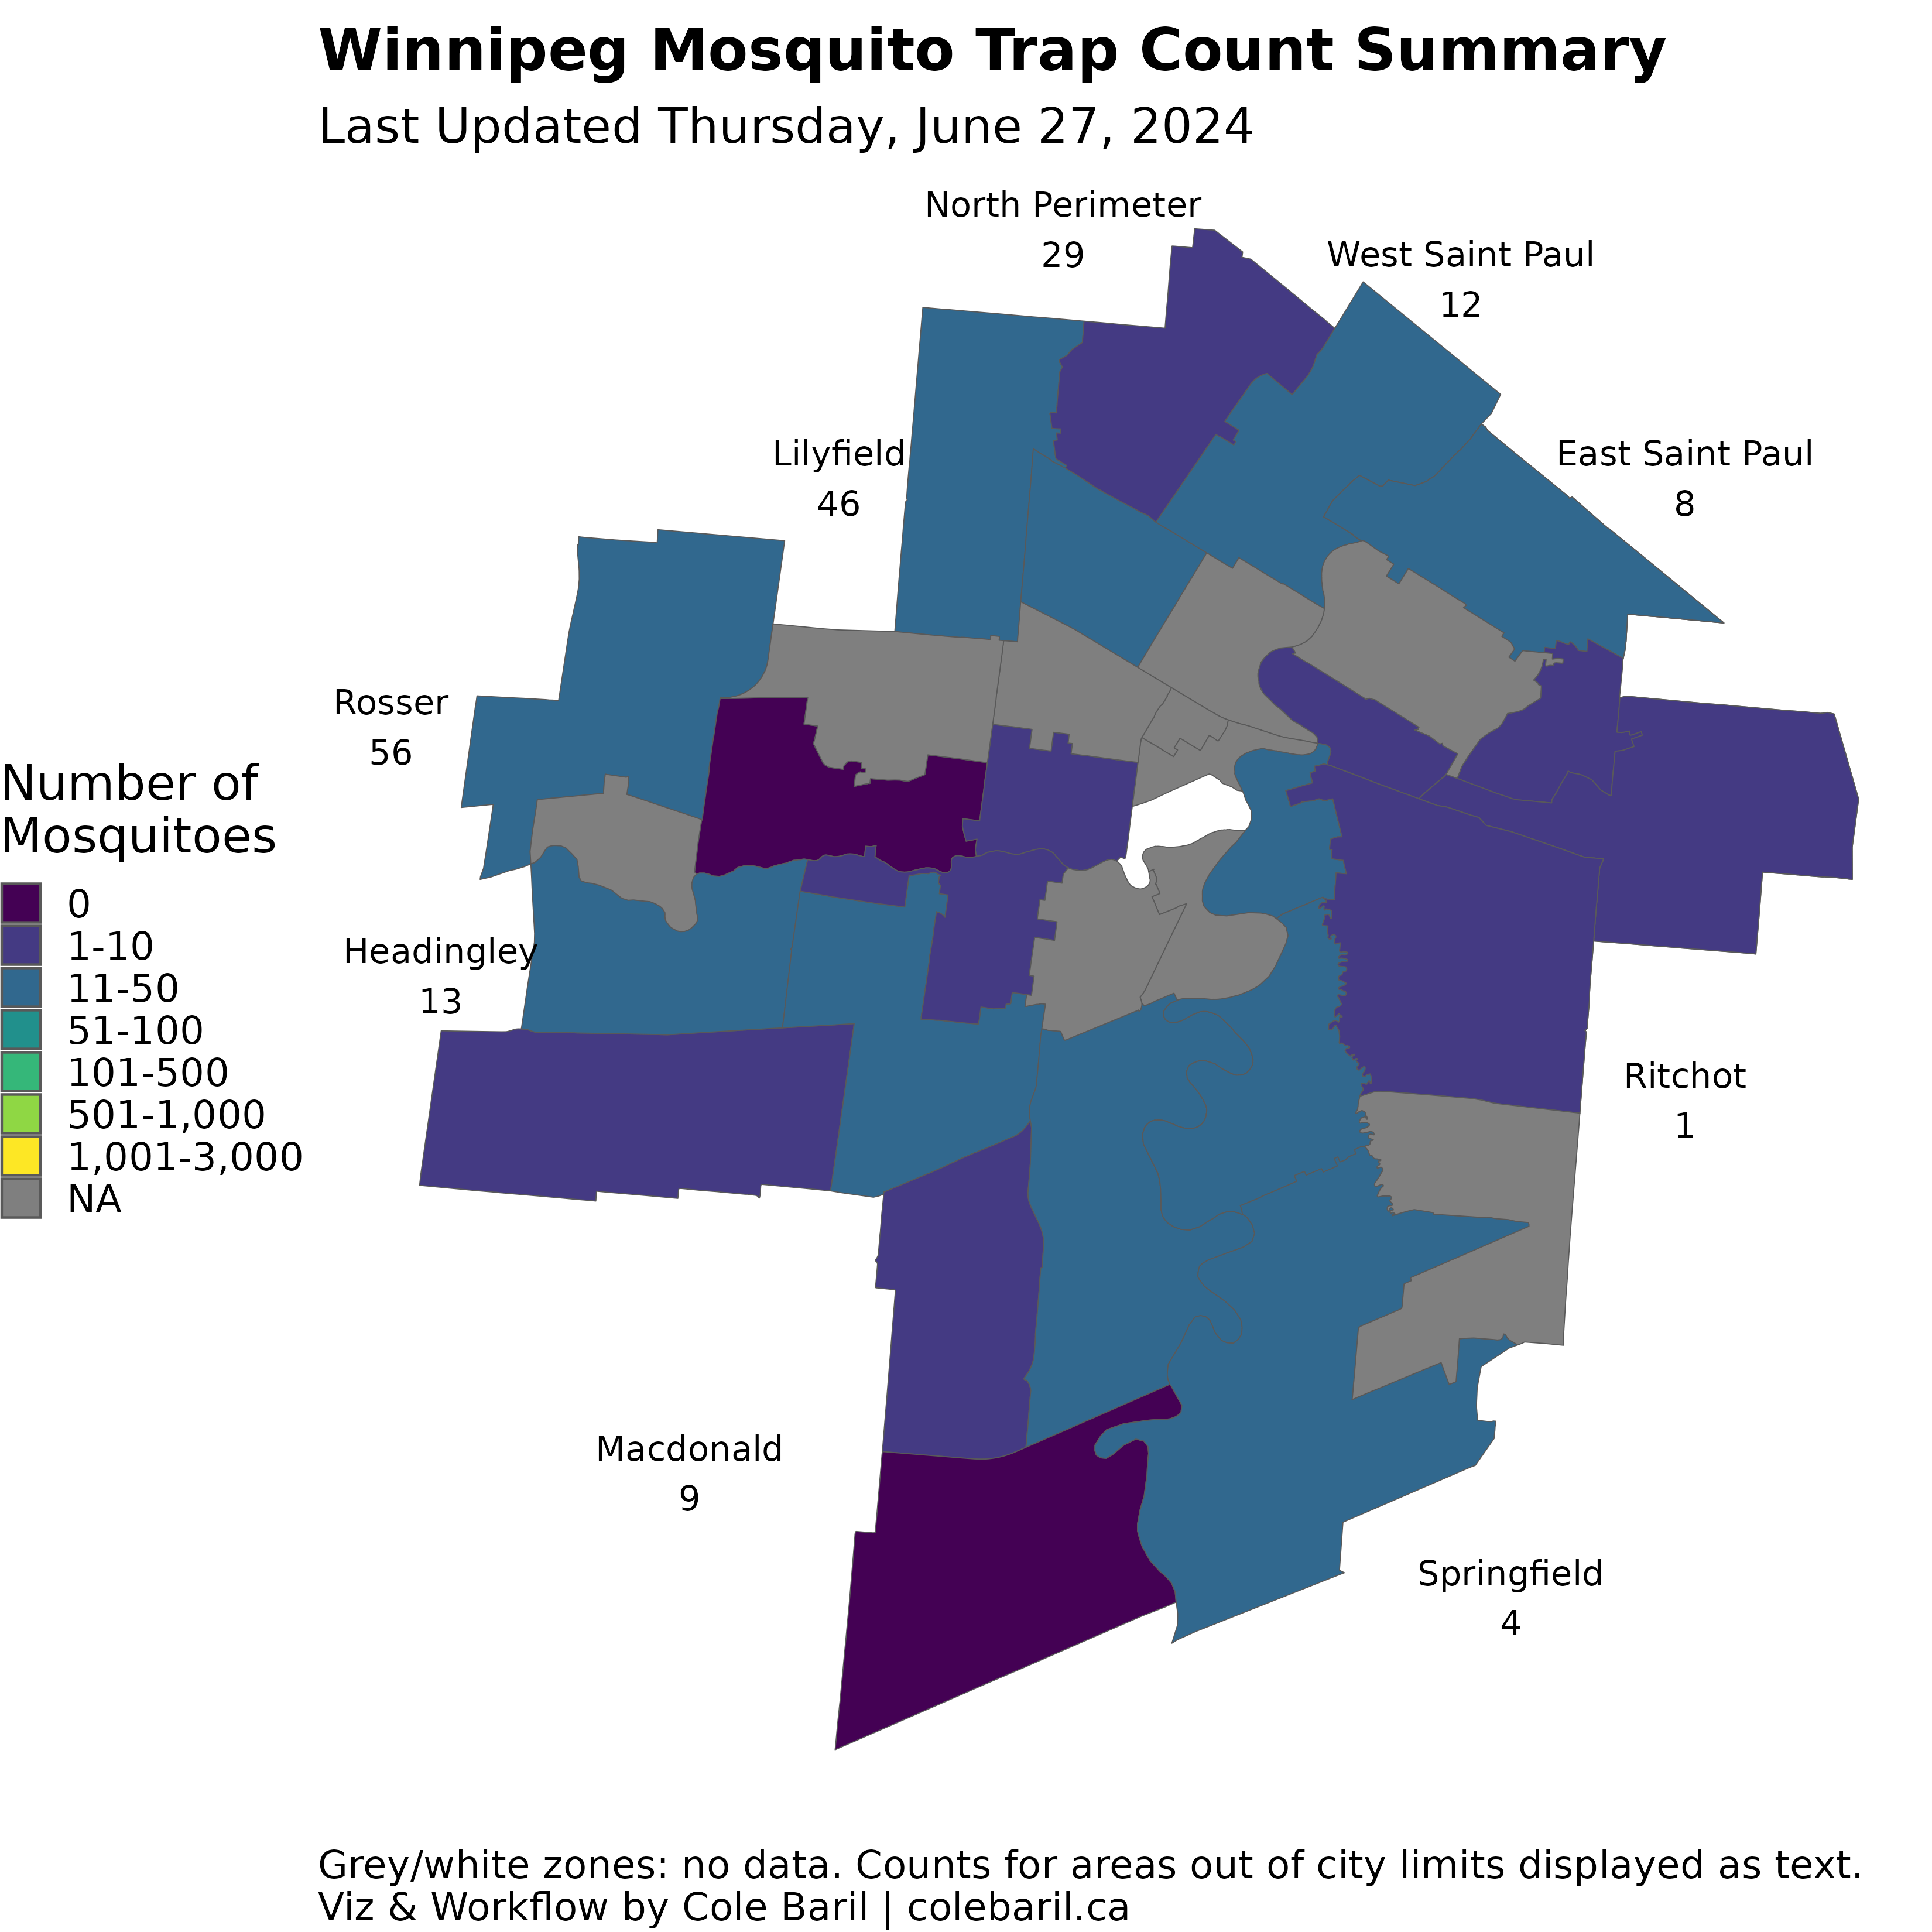 Winnipeg Mosquito Trap Count Summary
Last Updated Thursday, June 27, 2024
North Perimeter
29
West Saint Paul
12
Lilyfield
46
East Saint Paul
8
Rosser
56
Number of
Mosquitoes
0
1-10
11-50
51-100
101-500
501-1,000
1,001-3,000
NA
Headingley
13
Ritchot
1
Macdonald
9
Springfield
4
Grey/white zones: no data. Counts for areas out of city limits displayed as text.
Viz & Workflow by Cole Baril | colebaril.ca